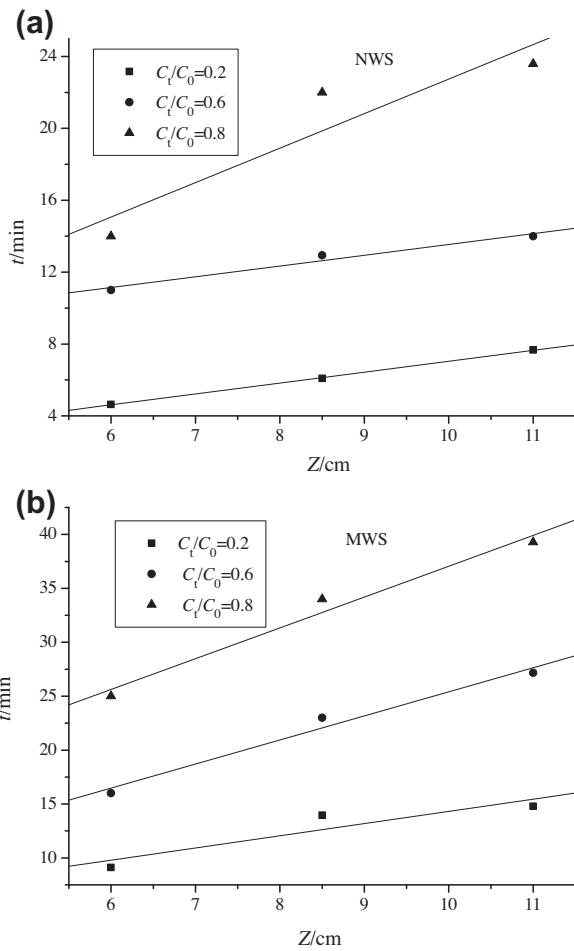 (a)
NWS
C_t/C_0=0.2
C_t/C_0=0.6
C_t/C_0=0.8
24
20
16
12
8
4
t/min
6 7 8 9 10 11
Z/cm
(b)
MWS
C_t/C_0=0.2
C_t/C_0=0.6
C_t/C_0=0.8
40
35
30
25
20
15
10
t/min
6 7 8 9 10 11
Z/cm